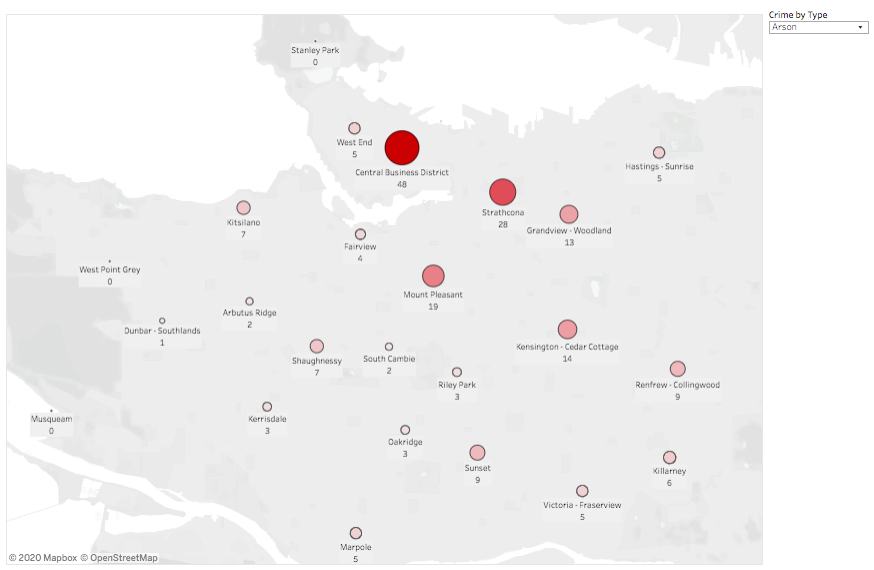 Crime by Type
Arson
Stanley Park
0
West End
5
Central Business District
48
Hastings - Sunrise
5
Strathcona
28
Kitsilano
7
Grandview - Woodland
13
Fairview
4
West Point Grey
0
Mount Pleasant
19
Arbutus Ridge
2
Dunbar - Southlands
1
Kensington - Cedar Cottage
14
Shaughnessy
7
South Cambie
2
Riley Park
3
Renfrew - Collingwood
9
Musqueam
0
Kerrisdale
3
Oakridge
3
Sunset
9
Killarney
6
Victoria - Fraserview
5
Marpole
5
© 2020 Mapbox © OpenStreetMap